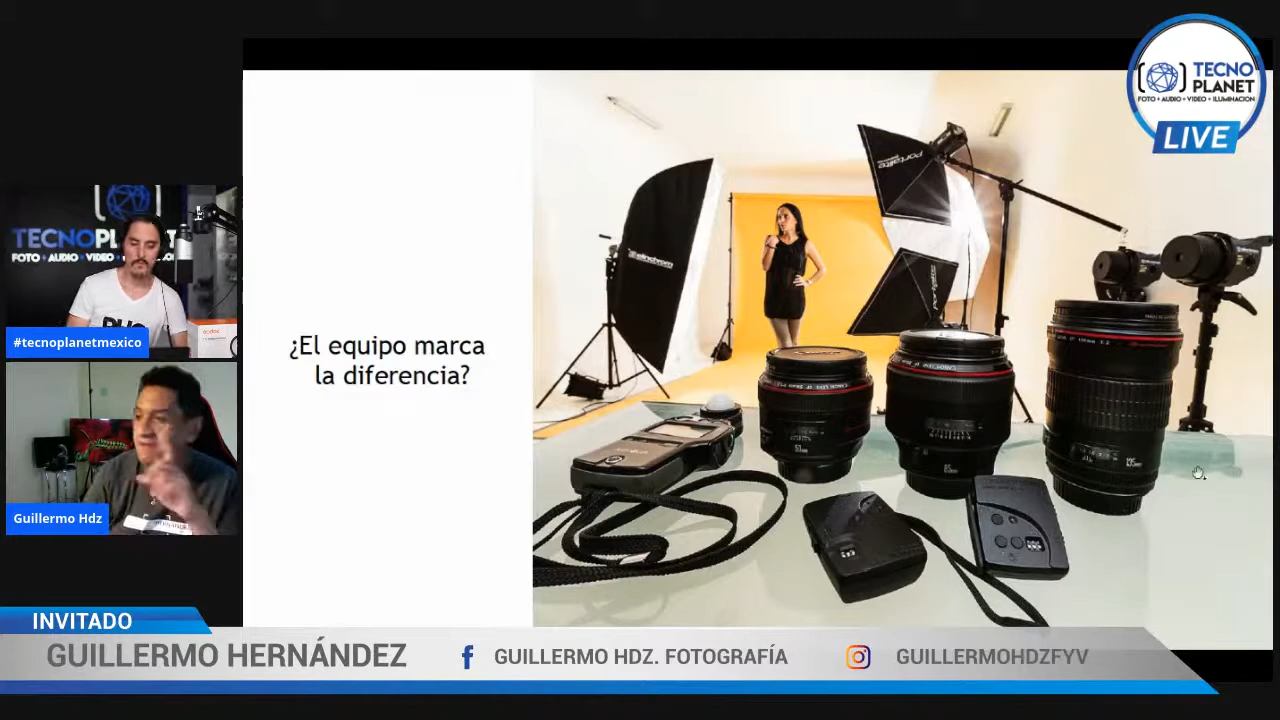 TECNO
PLANET
FOTO + AUDIO + VIDEO + ILUMINACION
LIVE
TECNOPLANET
FOTO + AUDIO + VIDEO +
#tecnoplanetmexico
Guillermo Hdz
¿El equipo marca
la diferencia?
elinchrom
Portalite
Portalite
INVITADO
GUILLERMO HERNÁNDEZ
GUILLERMO HDZ. FOTOGRAFÍA
GUILLERMOHDZFYV